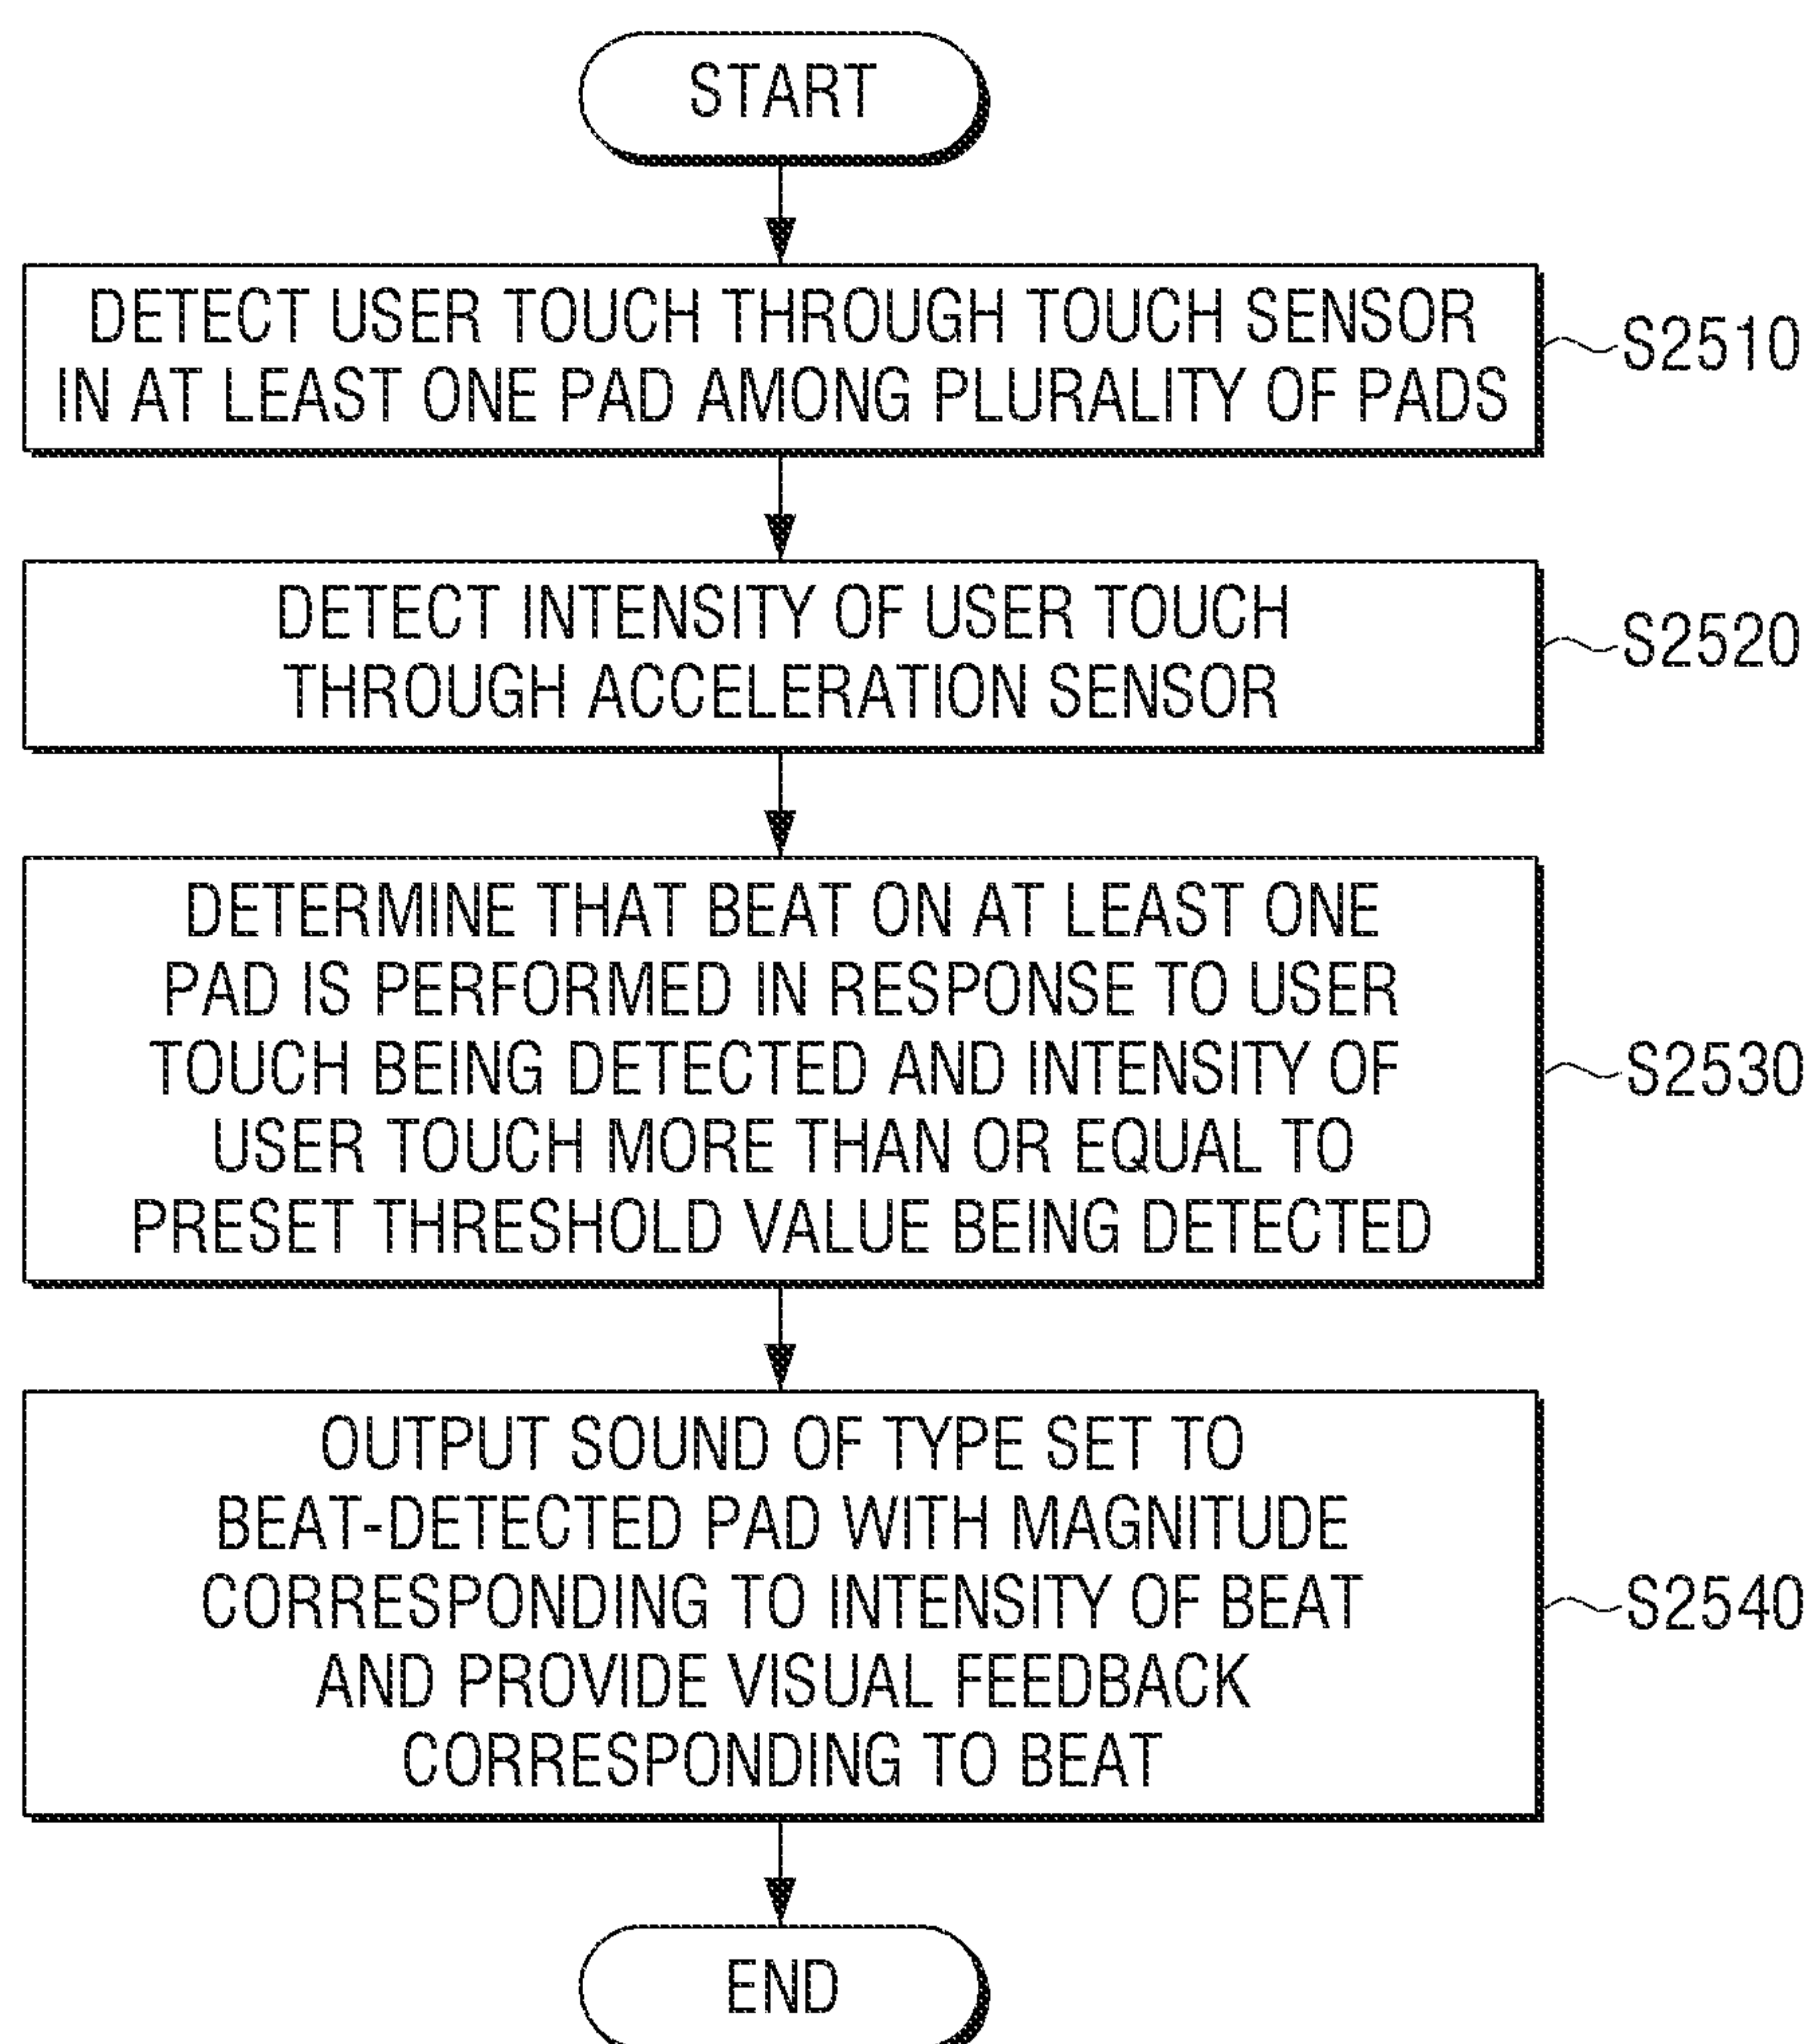 START
DETECT USER TOUCH THROUGH TOUCH SENSOR
IN AT LEAST ONE PAD AMONG PLURALITY OF PADS
S2510
DETECT INTENSITY OF USER TOUCH
THROUGH ACCELERATION SENSOR
S2520
DETERMINE THAT BEAT ON AT LEAST ONE
PAD IS PERFORMED IN RESPONSE TO USER
TOUCH BEING DETECTED AND INTENSITY OF
USER TOUCH MORE THAN OR EQUAL TO
PRESET THRESHOLD VALUE BEING DETECTED
S2530
OUTPUT SOUND OF TYPE SET TO
BEAT-DETECTED PAD WITH MAGNITUDE
CORRESPONDING TO INTENSITY OF BEAT
AND PROVIDE VISUAL FEEDBACK
CORRESPONDING TO BEAT
S2540
END